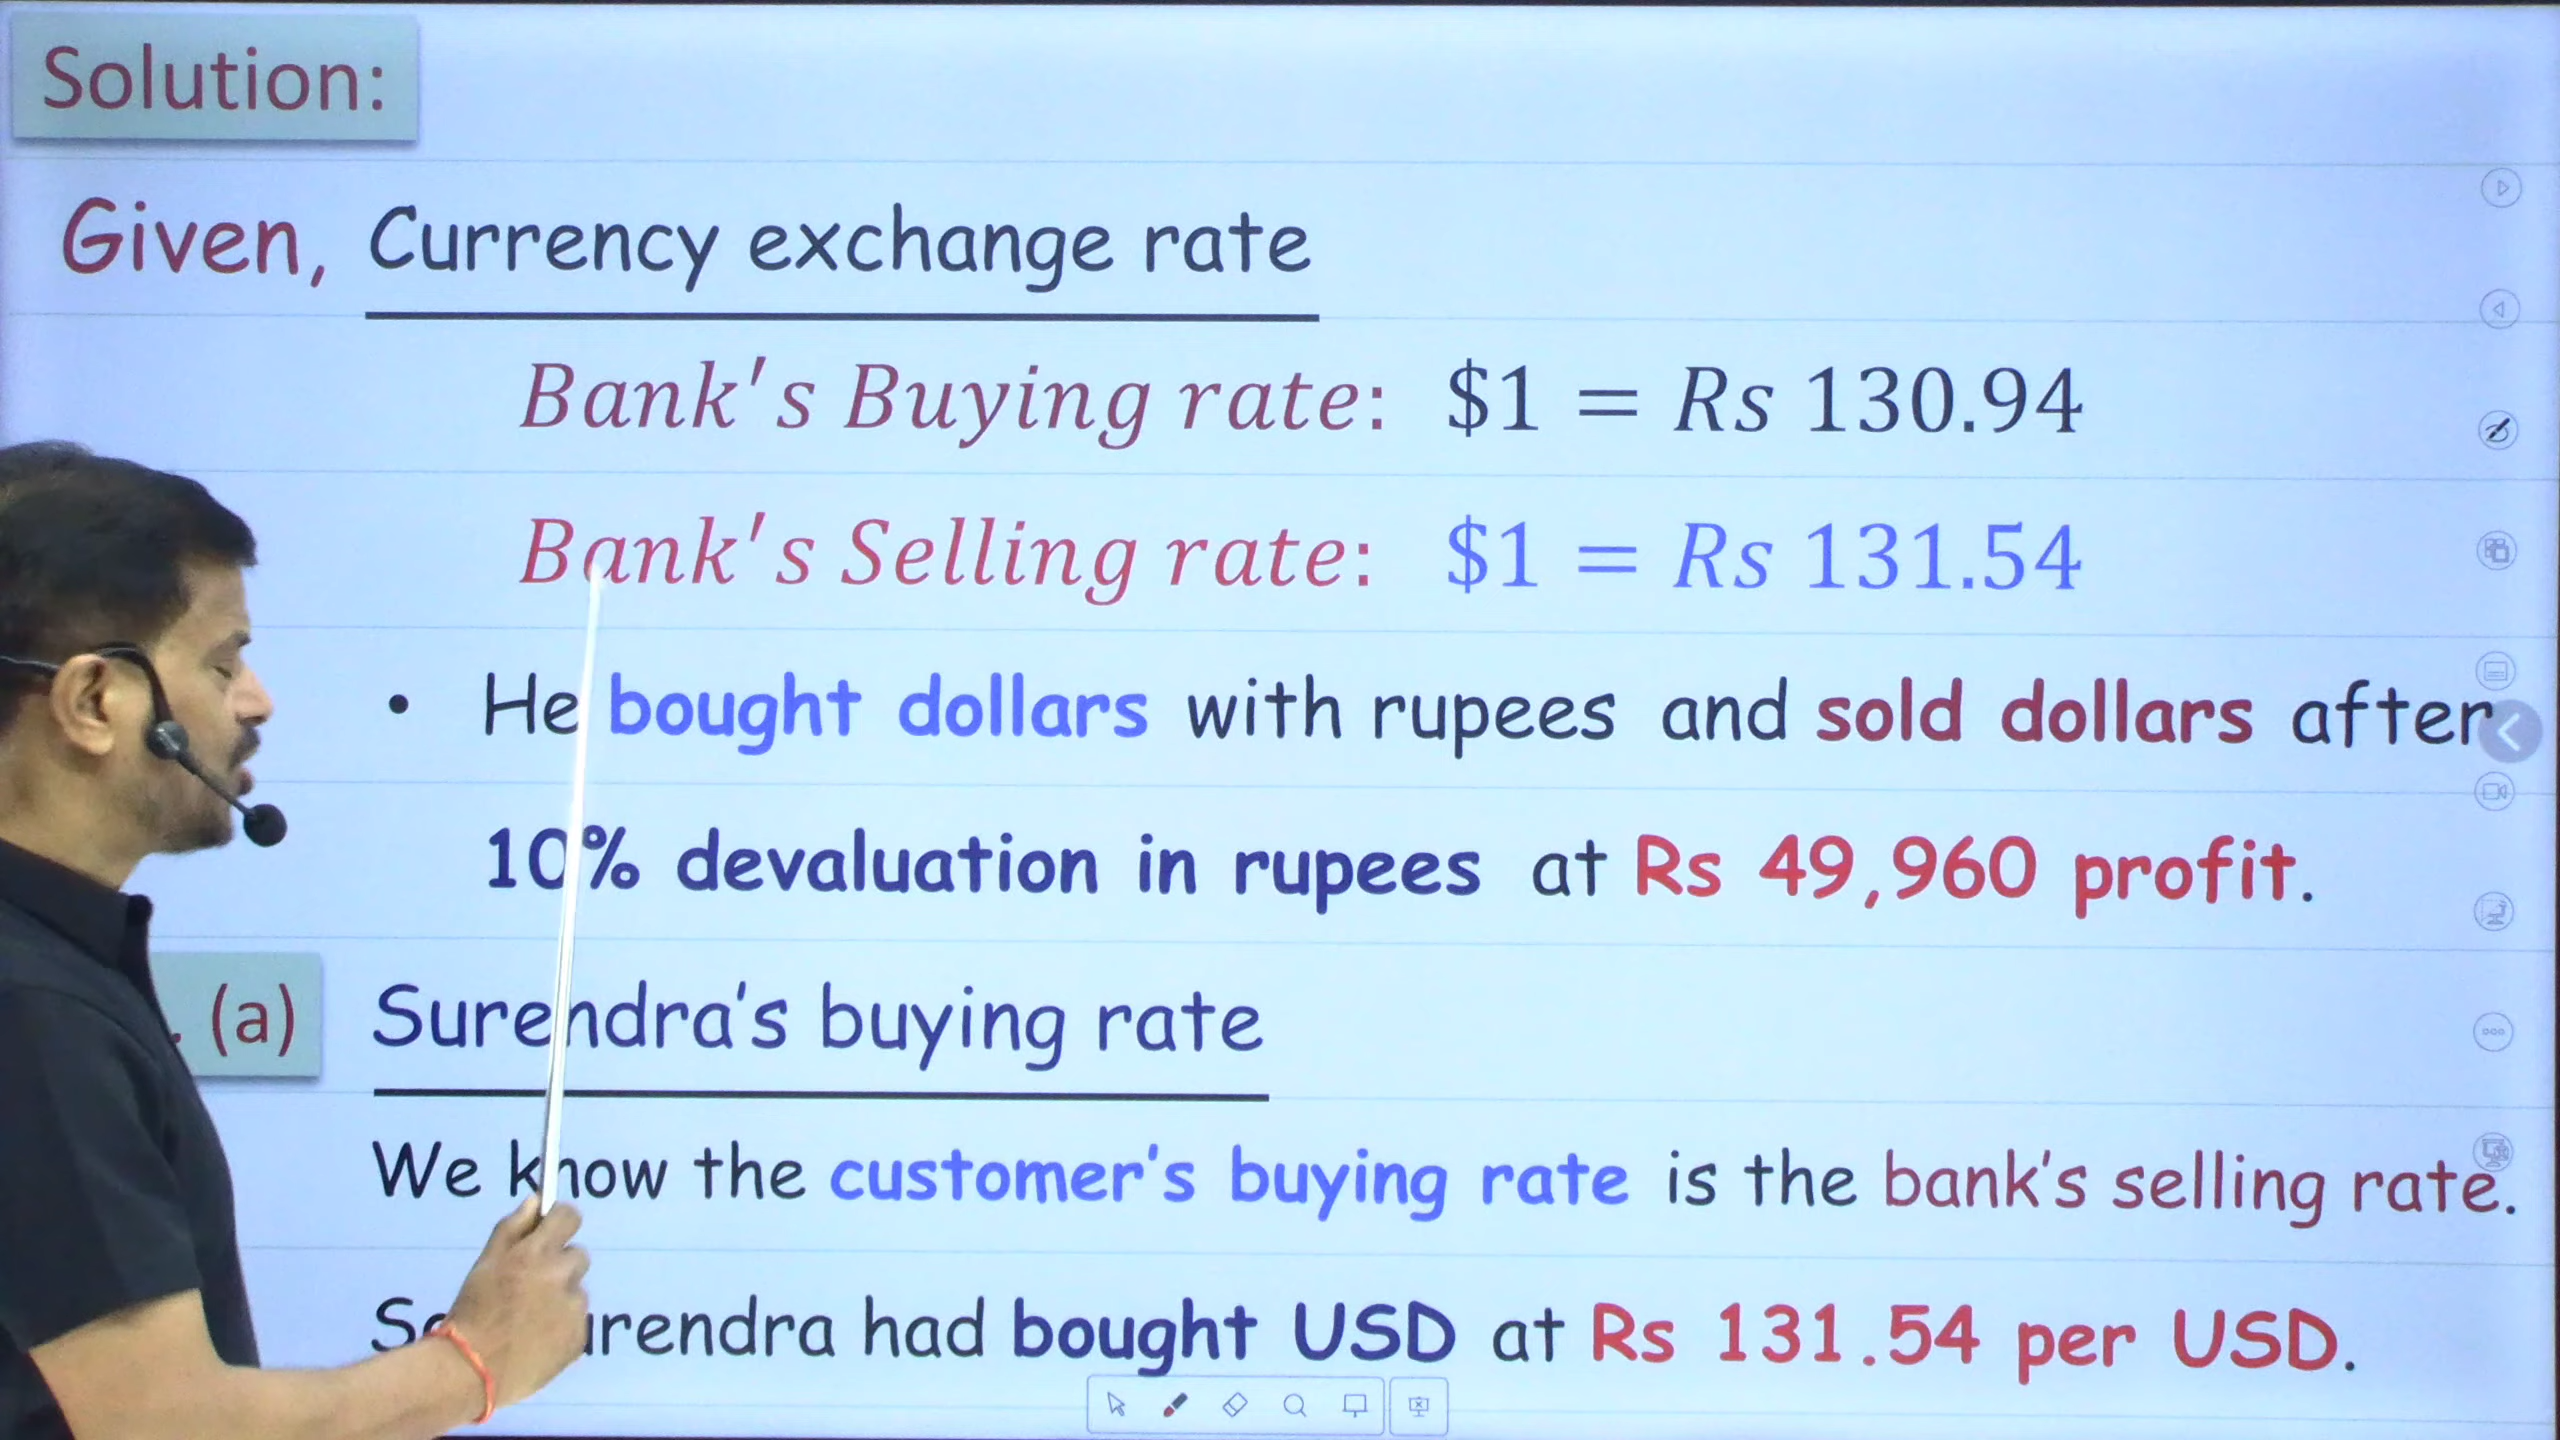 Solution:
Given, Currency exchange rate
Bank's Buying rate: $1 = Rs 130.94
Bank's Selling rate: $1 = Rs 131.54
• He bought dollars with rupees and sold dollars after
10% devaluation in rupees at Rs 49,960 profit.
(a) Surendra's buying rate
We know the customer's buying rate is the bank's selling rate.
had bought USD at Rs 131.54 per USD.